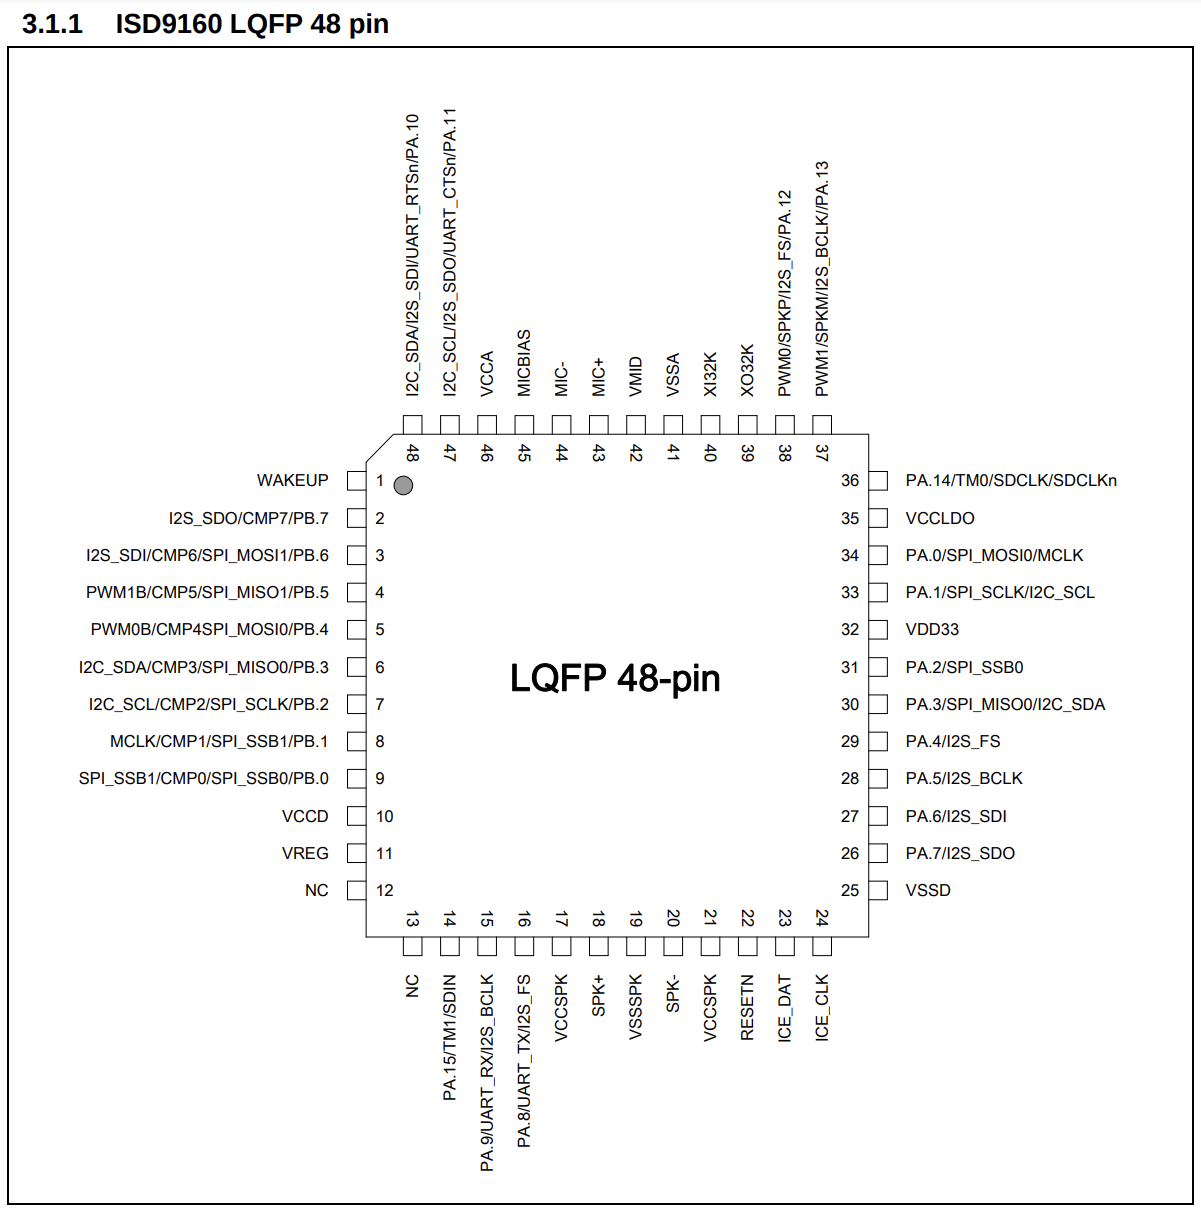 3.1.1 ISD9160 LQFP 48 pin
I2C_SDA/I2S_SDI/UART_RTSn/PA.10
I2C_SCL/I2S_SDO/UART_CTSn/PA.11
VCCA
MICBIAS
MIC-
MIC+
VMID
VSSA
XI32K
XO32K
PWM0/SPKP/I2S_FS/PA.12
PWM1/SPKM/I2S_BCLK//PA.13
48 47 46 45 44 43 42 41 40 39 38 37
WAKEUP 1 36 PA.14/TM0/SDCLK/SDCLKn
I2S_SDO/CMP7/PB.7 2 35 VCCLDO
I2S_SDI/CMP6/SPI_MOSI1/PB.6 3 34 PA.0/SPI_MOSI0/MCLK
PWM1B/CMP5/SPI_MISO1/PB.5 4 33 PA.1/SPI_SCLK/I2C_SCL
PWM0B/CMP4SPI_MOSI0/PB.4 5 32 VDD33
I2C_SDA/CMP3/SPI_MISO0/PB.3 6 31 PA.2/SPI_SSB0
LQFP 48-pin
I2C_SCL/CMP2/SPI_SCLK/PB.2 7 30 PA.3/SPI_MISO0/I2C_SDA
MCLK/CMP1/SPI_SSB1/PB.1 8 29 PA.4/I2S_FS
SPI_SSB1/CMP0/SPI_SSB0/PB.0 9 28 PA.5/I2S_BCLK
VCCD 10 27 PA.6/I2S_SDI
VREG 11 26 PA.7/I2S_SDO
NC 12 25 VSSD
13 14 15 16 17 18 19 20 21 22 23 24
NC
PA.15/TM1/SDIN
PA.9/UART_RX/I2S_BCLK
PA.8/UART_TX/I2S_FS
VCCSPK
SPK+
VSSSPK
SPK-
VCCSPK
RESETN
ICE_DAT
ICE_CLK